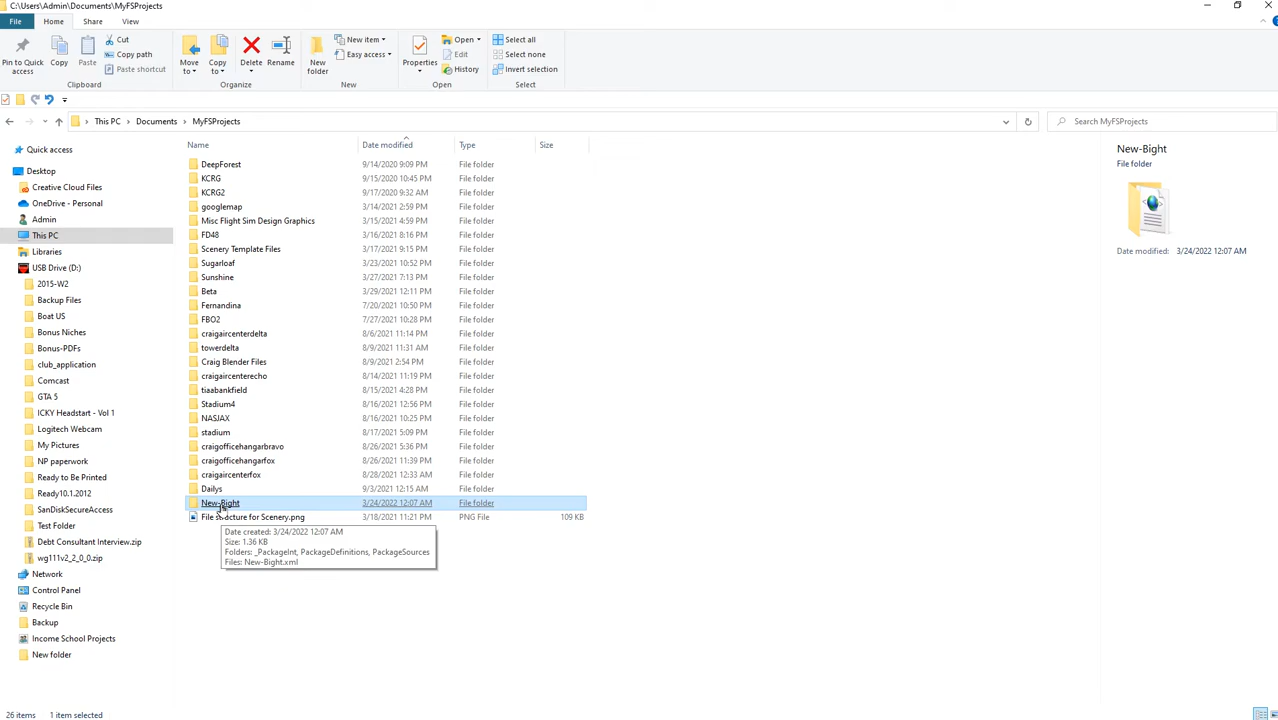 C:\Users\Admin\Documents\MyFSProjects
File
Home
Share
View
Pin to Quick access
Copy
Paste
Cut
Copy path
Paste shortcut
Clipboard
Move to
Copy to
Delete
Rename
Organize
New folder
New item
Easy access
New
Properties
Open
Edit
History
Open
Select all
Select none
Invert selection
Select
This PC
Documents
MyFSProjects
Search MyFSProjects
Quick access
Desktop
Creative Cloud Files
OneDrive - Personal
Admin
This PC
Libraries
USB Drive (D:)
2015-W2
Backup Files
Boat US
Bonus Niches
Bonus-PDFs
club_application
Comcast
GTA 5
ICKY Headstart - Vol 1
Logitech Webcam
My Pictures
NP paperwork
Ready to Be Printed
Ready10.1.2012
SanDiskSecureAccess
Test Folder
Debt Consultant Interview.zip
wg111v2_2_0_0.zip
Network
Control Panel
Recycle Bin
Backup
Income School Projects
New folder
Name Date modified Type Size
DeepForest 9/14/2020 9:09 PM File folder
KCRG 9/15/2020 10:45 PM File folder
KCRG2 9/17/2020 9:32 AM File folder
googlemap 3/14/2021 2:59 PM File folder
Misc Flight Sim Design Graphics 3/15/2021 4:59 PM File folder
FD48 3/16/2021 8:16 PM File folder
Scenery Template Files 3/17/2021 9:15 PM File folder
Sugarloaf 3/23/2021 10:52 PM File folder
Sunshine 3/27/2021 7:13 PM File folder
Beta 3/29/2021 12:11 PM File folder
Fernandina 7/20/2021 10:50 PM File folder
FBO2 7/27/2021 10:28 PM File folder
craigaircenterdelta 8/6/2021 11:14 PM File folder
towerdelta 8/9/2021 11:31 AM File folder
Craig Blender Files 8/9/2021 2:54 PM File folder
craigaircenterecho 8/14/2021 11:19 PM File folder
tiaabankfield 8/15/2021 4:28 PM File folder
Stadium4 8/16/2021 12:56 PM File folder
NASJAX 8/16/2021 10:25 PM File folder
stadium 8/17/2021 5:09 PM File folder
craigofficehangarbravo 8/26/2021 5:36 PM File folder
craigofficehangarfox 8/26/2021 11:39 PM File folder
craigaircenterfox 8/28/2021 12:33 AM File folder
Dailys 9/3/2021 12:15 AM File folder
New-Bight 3/24/2022 12:07 AM File folder
File structure for Scenery.png 3/18/2021 11:21 PM PNG File 109 KB
Date created: 3/24/2022 12:07 AM
Size: 1.36 KB
Folders: _PackageInt, PackageDefinitions, PackageSources
Files: New-Bight.xml
New-Bight
File folder
Date modified: 3/24/2022 12:07 AM
26 items 1 item selected